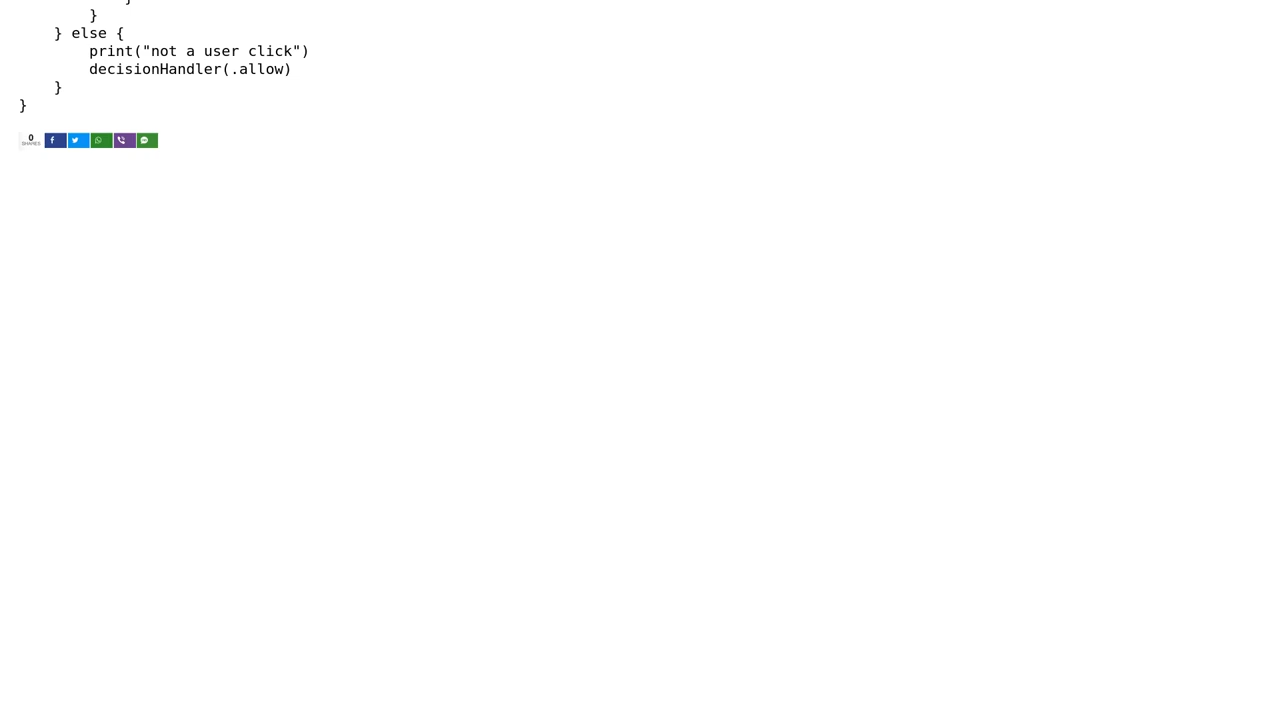 }
}
} else {
print("not a user click")
decisionHandler(.allow)
}
}
0
SHARES